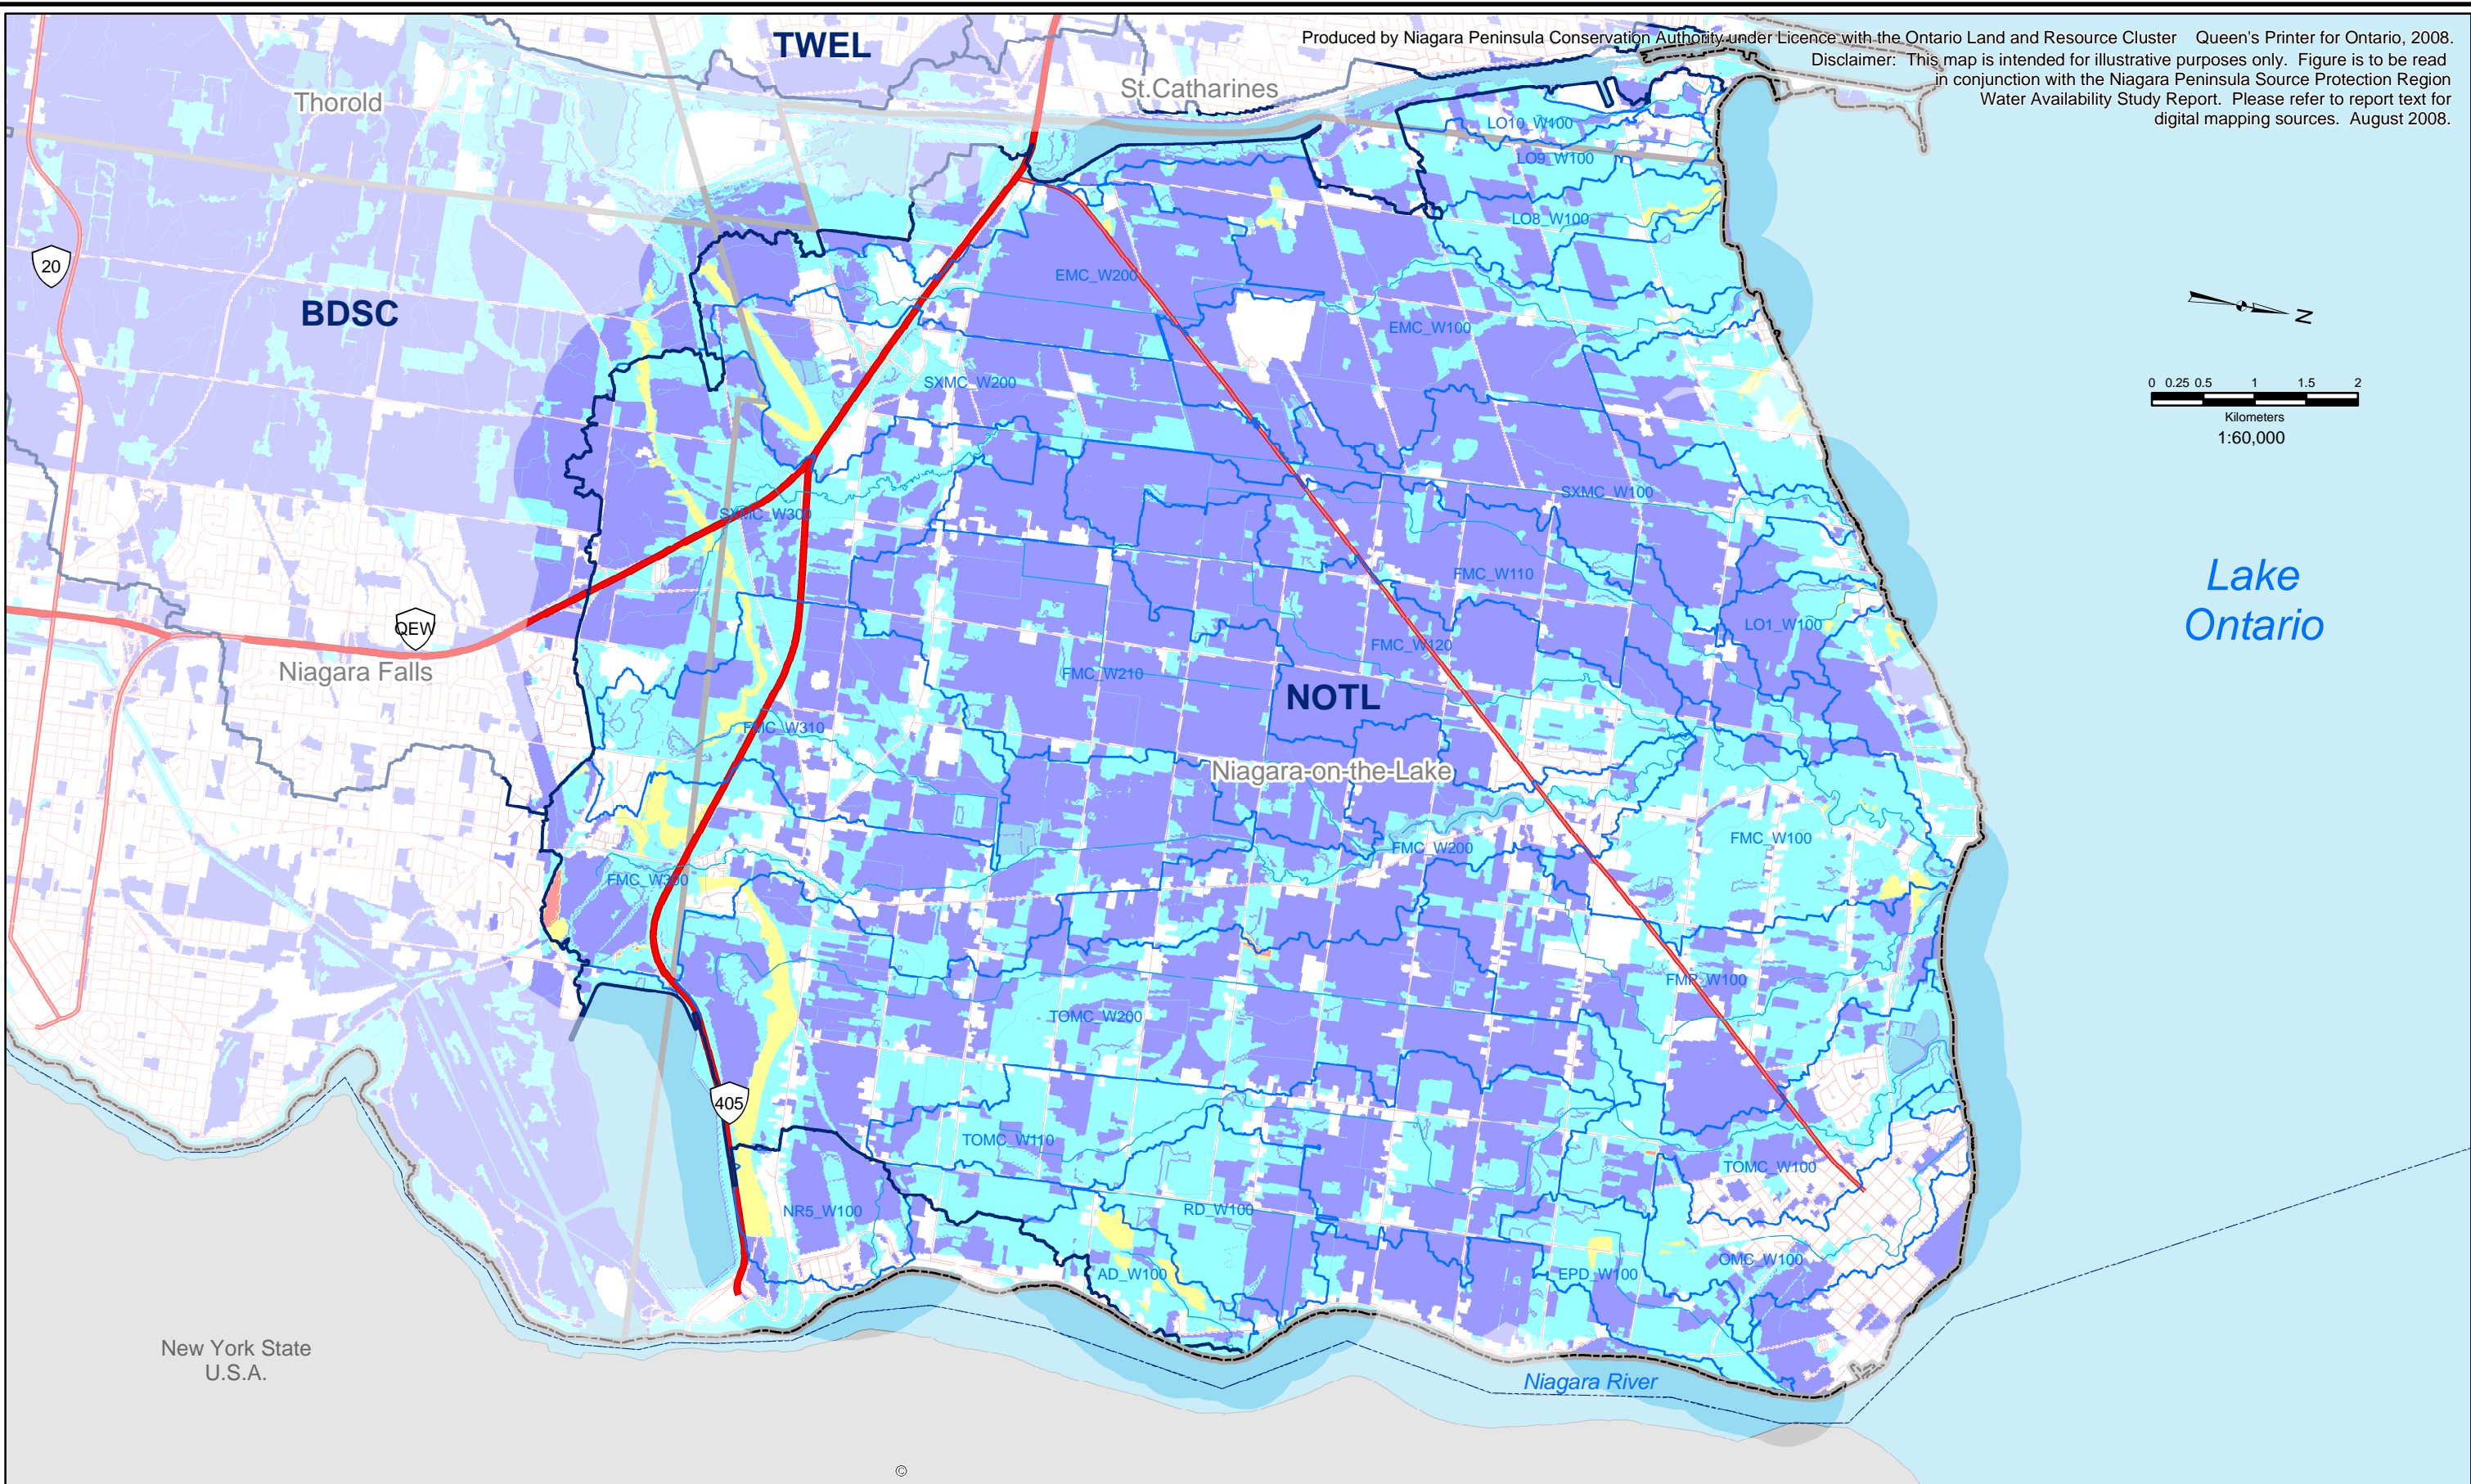 Produced by Niagara Peninsula Conservation Authority under Licence with the Ontario Land and Resource Cluster Queen's Printer for Ontario, 2008.
Disclaimer: This map is intended for illustrative purposes only. Figure is to be read
in conjunction with the Niagara Peninsula Source Protection Region
Water Availability Study Report. Please refer to report text for
digital mapping sources. August 2008.
TWEL
Thorold
St.Catharines
LO10_W100
LO9_W100
LO8_W100
20
BDSC
EMC_W200
EMC_W100
N
0 0.25 0.5 1 1.5 2
Kilometers
1:60,000
SXMC_W200
SXMC_W100
SXMC_W300
FMC_W110
Lake
Ontario
QEW
LO1_W100
Niagara Falls
FMC_W120
FMC_W210
NOTL
FMC_W310
Niagara-on-the-Lake
FMC_W100
FMC_W200
FMC_W300
FMP_W100
TOMC_W200
405
TOMC_W110
TOMC_W100
NR5_W100
RD_W100
OMC_W100
AD_W100
EPD_W100
New York State
U.S.A.
Niagara River
©